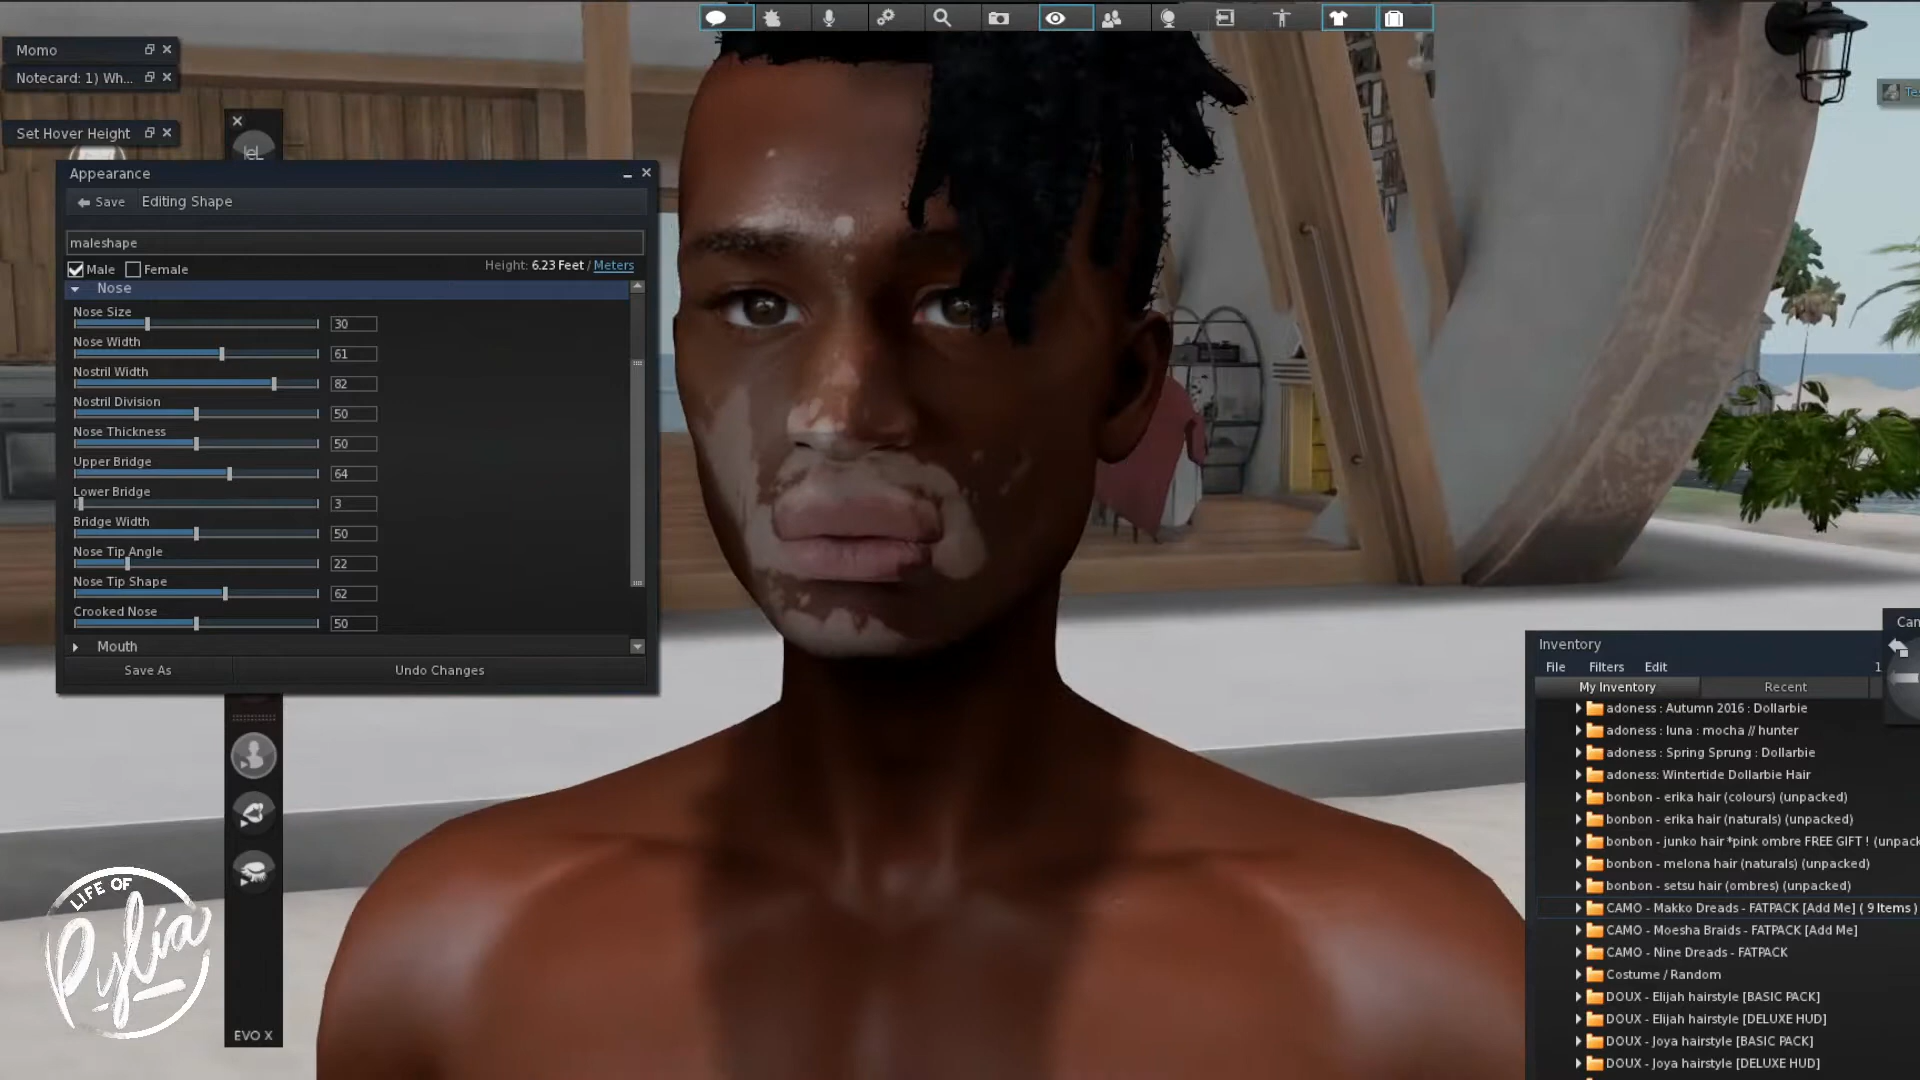 Momo
Notecard: 1) Wh...
Set Hover Height
leL
Appearance
Save
Editing Shape
maleshape
Male
Female
Height: 6.23 Feet / Meters
Nose
Nose Size
30
Nose Width
61
Nostril Width
82
Nostril Division
50
Nose Thickness
50
Upper Bridge
64
Lower Bridge
3
Bridge Width
50
Nose Tip Angle
22
Nose Tip Shape
62
Crooked Nose
50
Mouth
Save As
Undo Changes
EVO X
LIFE OF
Pylia
Inventory
File Filters Edit
1
My Inventory
Recent
adoness : Autumn 2016 : Dollarbie
adoness : luna : mocha // hunter
adoness : Spring Sprung : Dollarbie
adoness: Wintertide Dollarbie Hair
bonbon - erika hair (colours) (unpacked)
bonbon - erika hair (naturals) (unpacked)
bonbon - junko hair *pink ombre FREE GIFT ! (unpack
bonbon - melona hair (naturals) (unpacked)
bonbon - setsu hair (ombres) (unpacked)
CAMO - Makko Dreads - FATPACK [Add Me] ( 9 Items )
CAMO - Moesha Braids - FATPACK [Add Me]
CAMO - Nine Dreads - FATPACK
Costume / Random
DOUX - Elijah hairstyle [BASIC PACK]
DOUX - Elijah hairstyle [DELUXE HUD]
DOUX - Joya hairstyle [BASIC PACK]
DOUX - Joya hairstyle [DELUXE HUD]
Cam